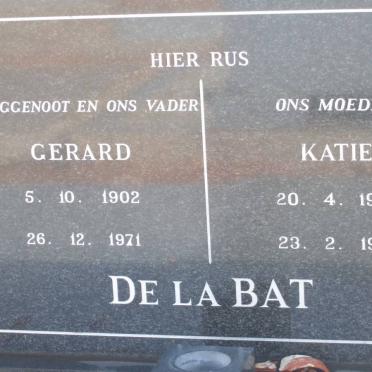 HIER RUS
GGENOOT EN ONS VADER
GERARD
5. 10. 1902
26. 12. 1971
ONS MOED
KATIE
20. 4. 19
23. 2. 19
DE LA BAT